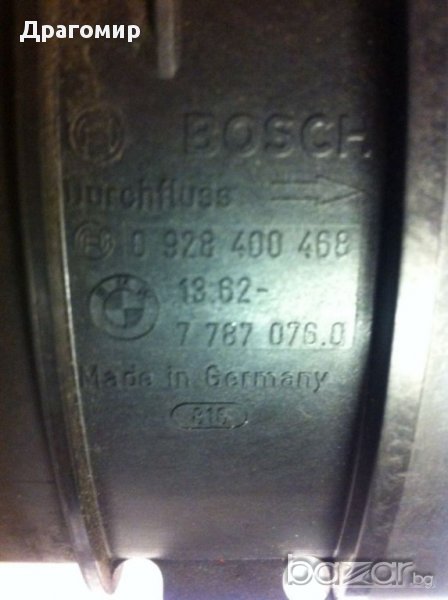 Драгомир
BOSCH
Durchfluss
0 928 400 468
13.62-
7 787 076.0
Made in Germany
bazar.bg